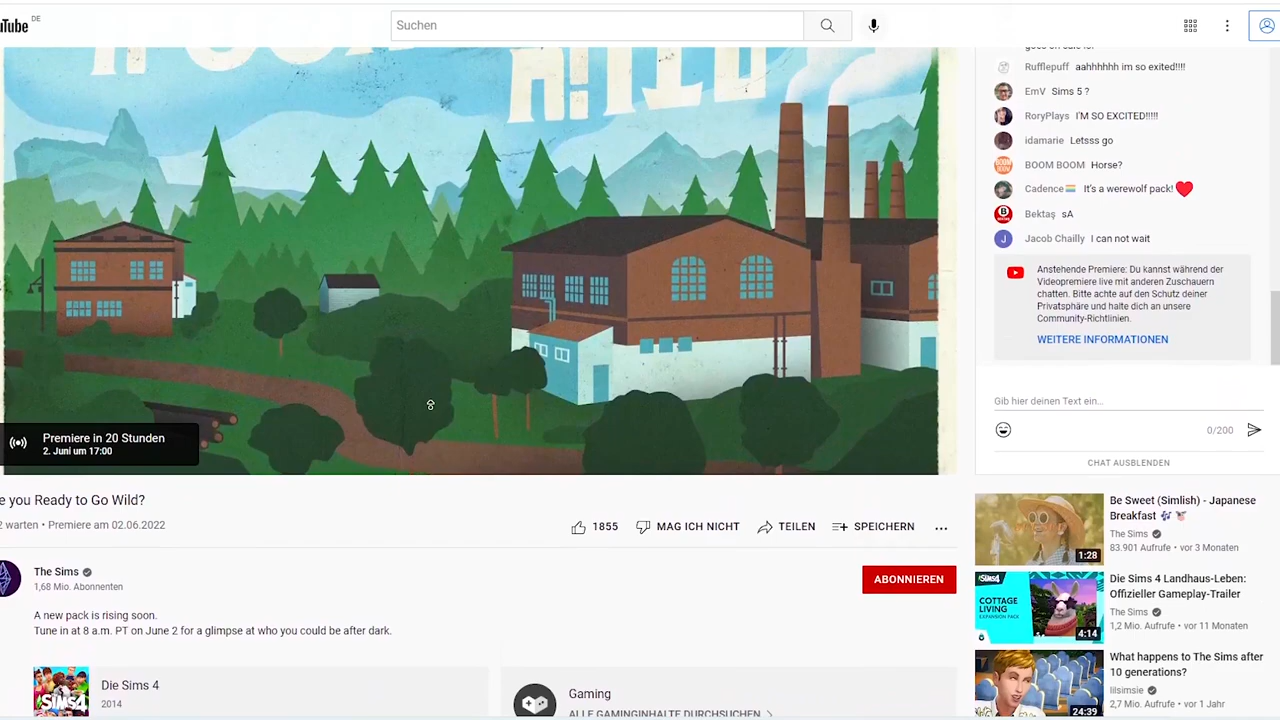 uTube DE
Suchen
Rufflepuff aahhhhhh im so exited!!!!
EmV Sims 5 ?
RoryPlays I'M SO EXCITED!!!!!
idamarie Letsss go
BOOM BOOM Horse?
Cadence It's a werewolf pack!
Bektaş sA
Jacob Chailly I can not wait
Anstehende Premiere: Du kannst während der
Videopremiere live mit anderen Zuschauern
chatten. Bitte achte auf den Schutz deiner
Privatsphäre und halte dich an unsere
Community-Richtlinien.
WEITERE INFORMATIONEN
Gib hier deinen Text ein...
0/200
CHAT AUSBLENDEN
Premiere in 20 Stunden
2. Juni um 17:00
e you Ready to Go Wild?
2 warten • Premiere am 02.06.2022
1855 MAG ICH NICHT TEILEN SPEICHERN
The Sims
1,68 Mio. Abonnenten
ABONNIEREN
A new pack is rising soon.
Tune in at 8 a.m. PT on June 2 for a glimpse at who you could be after dark.
Die Sims 4
2014
Gaming
ALLE GAMINGINHALTE DURCHSUCHEN
Be Sweet (Simlish) - Japanese
Breakfast
The Sims
83.901 Aufrufe • vor 3 Monaten
1:28
Die Sims 4 Landhaus-Leben:
Offizieller Gameplay-Trailer
The Sims
1,2 Mio. Aufrufe • vor 11 Monaten
COTTAGE
LIVING
EXPANSION PACK
4:14
What happens to The Sims after
10 generations?
lilsimsie
2,7 Mio. Aufrufe • vor 1 Jahr
24:39